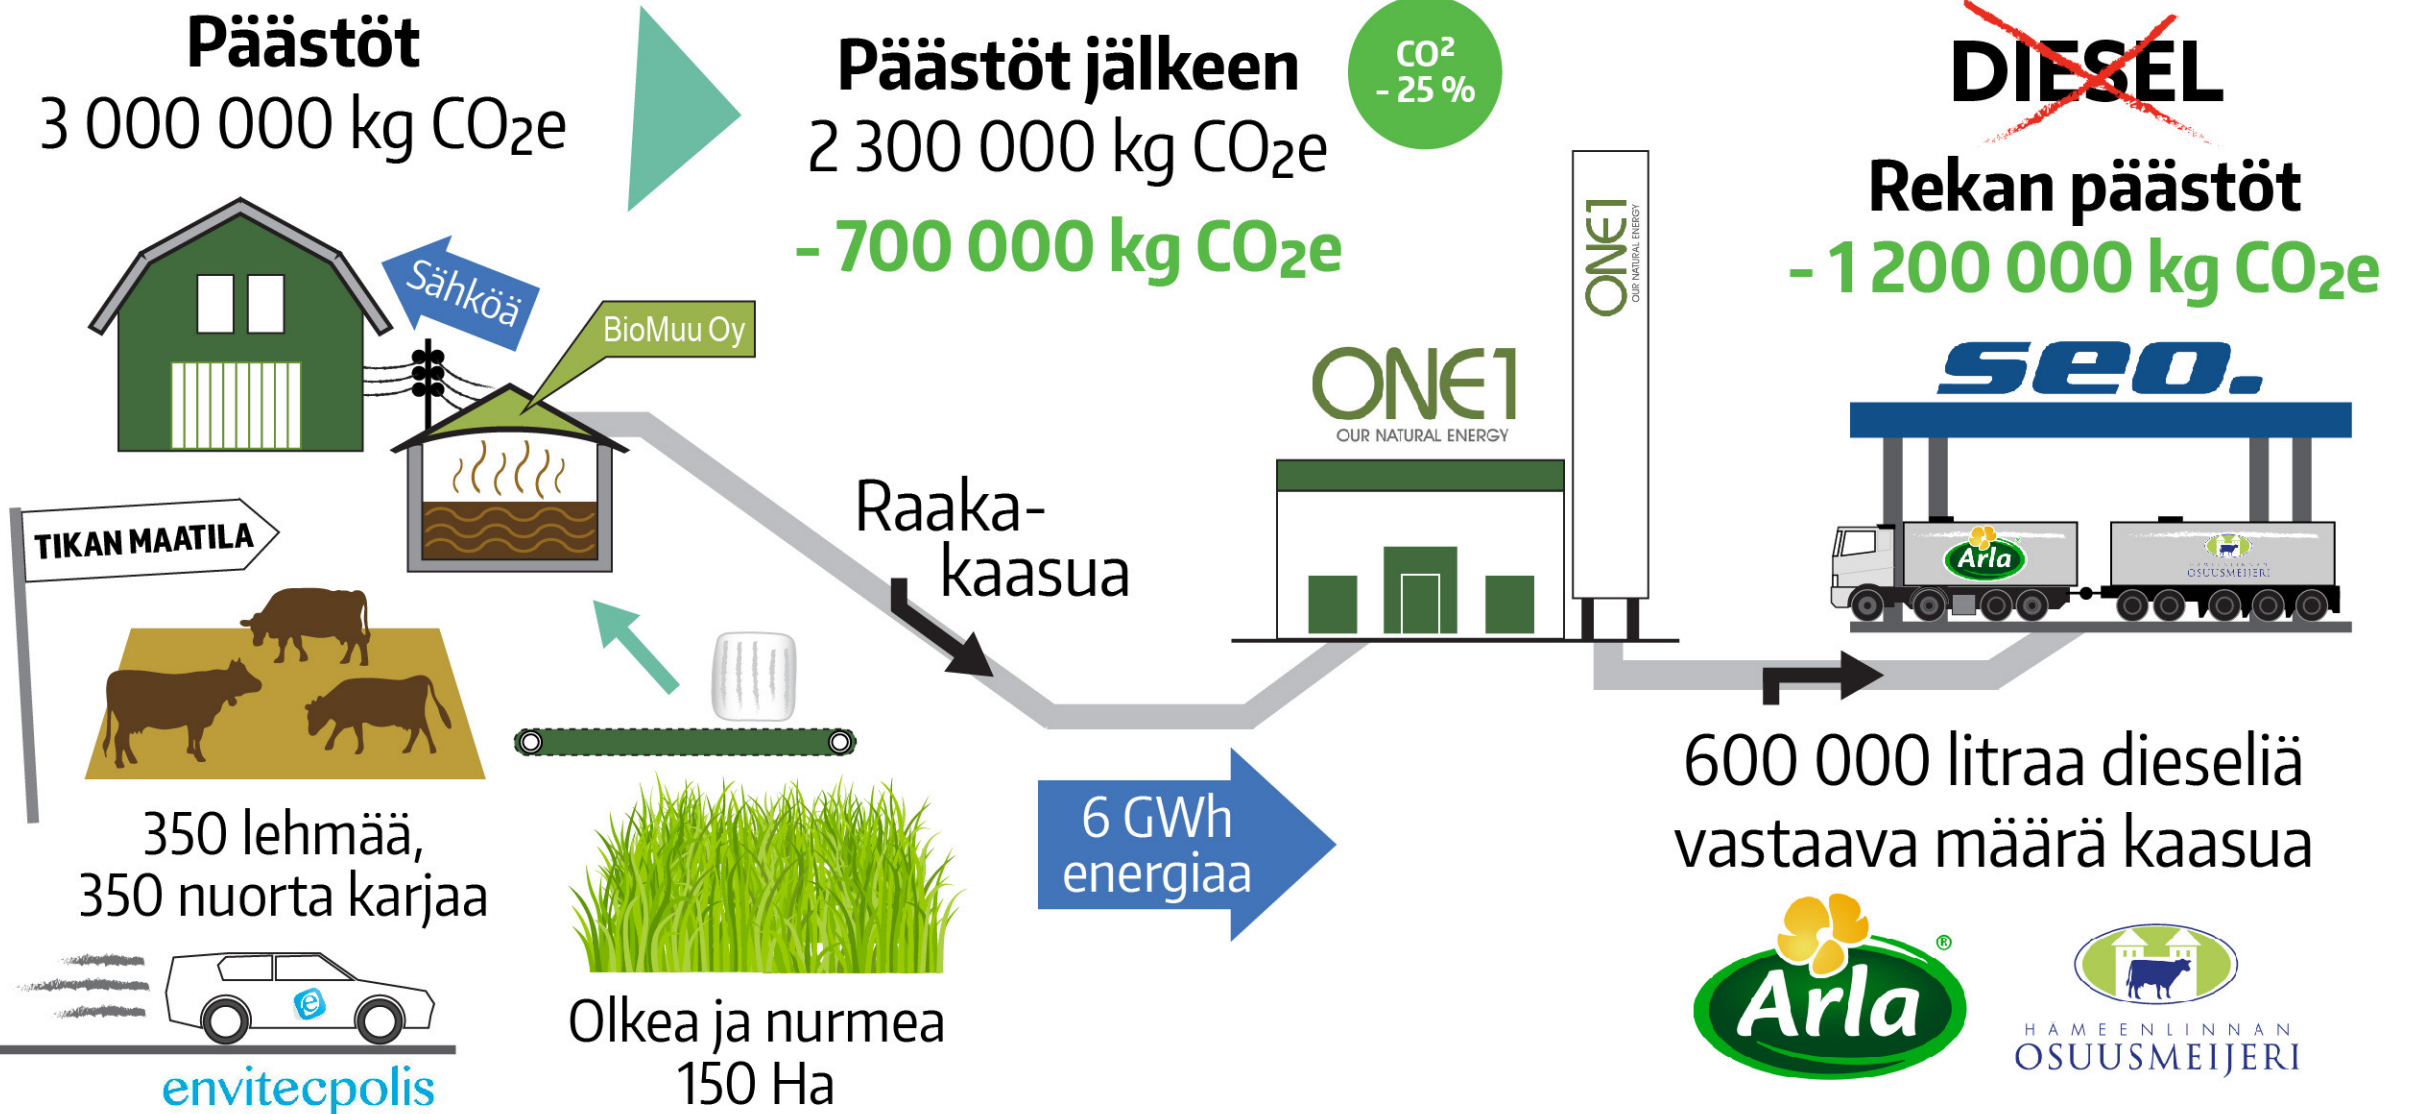 Päästöt
3 000 000 kg CO2e
Päästöt jälkeen
2 300 000 kg CO2e
- 700 000 kg CO2e
CO²
- 25 %
DIESEL
Rekan päästöt
- 1 200 000 kg CO2e
Sähköä
BioMuu Oy
ONE1
OUR NATURAL ENERGY
ONE1
OUR NATURAL ENERGY
seo.
TIKAN MAATILA
Raaka-
kaasua
Arla
OSUUSMEIJERI
350 lehmää,
350 nuorta karjaa
6 GWh
energiaa
600 000 litraa dieseliä
vastaava määrä kaasua
e
envitecpolis
Olkea ja nurmea
150 Ha
Arla®
HÄMEENLINNAN
OSUUSMEIJERI